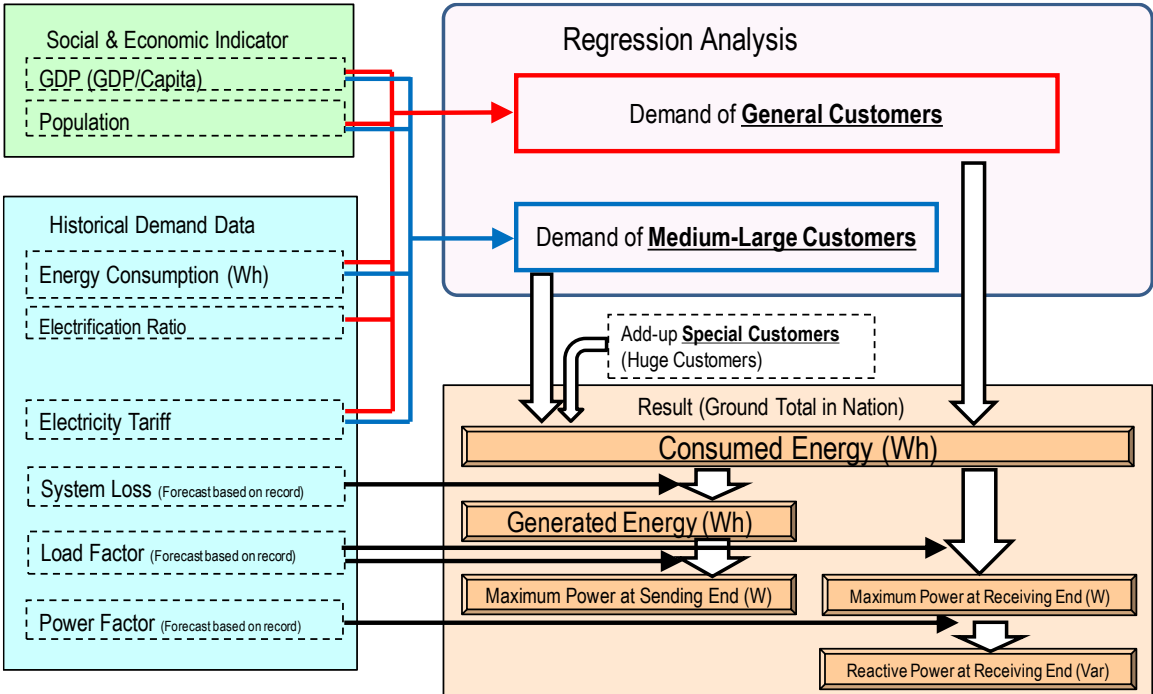 Social & Economic Indicator
GDP (GDP/Capita)
Population
Historical Demand Data
Energy Consumption (Wh)
Electrification Ratio
Electricity Tariff
System Loss (Forecast based on record)
Load Factor (Forecast based on record)
Power Factor (Forecast based on record)
Regression Analysis
Demand of General Customers
Demand of Medium-Large Customers
Add-up Special Customers
(Huge Customers)
Result (Ground Total in Nation)
Consumed Energy (Wh)
Generated Energy (Wh)
Maximum Power at Sending End (W)
Maximum Power at Receiving End (W)
Reactive Power at Receiving End (Var)